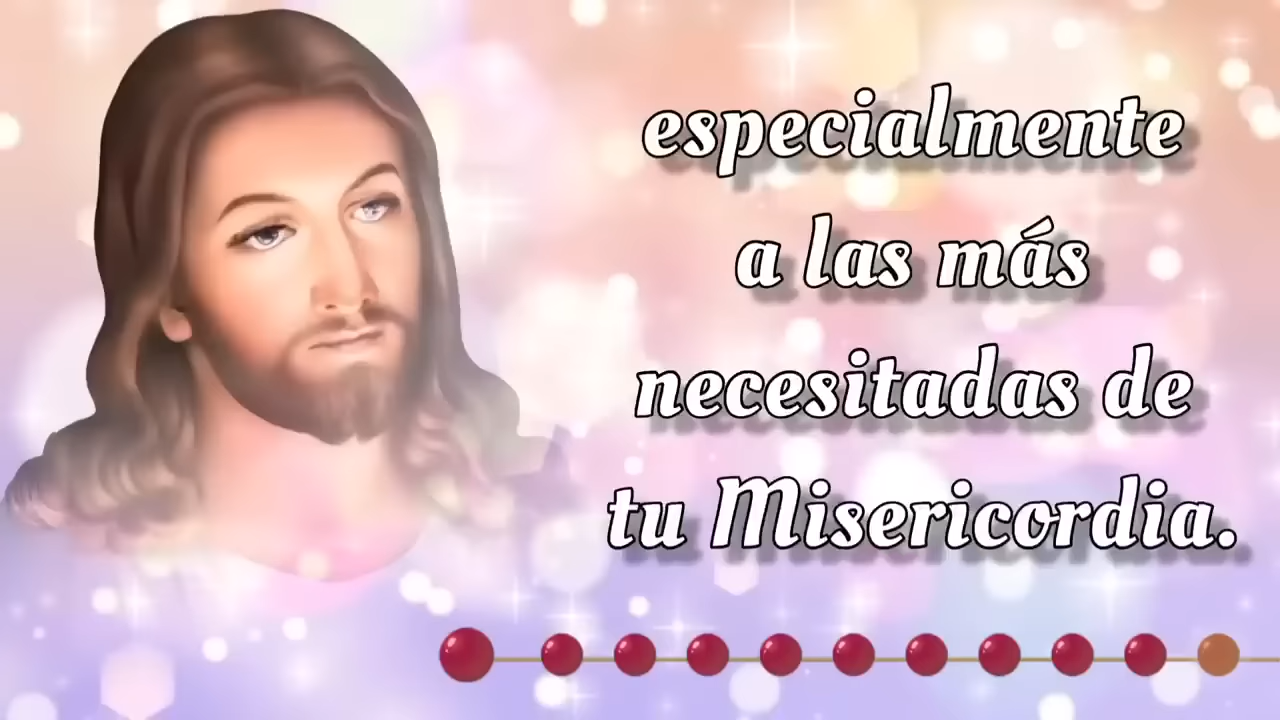 especialmente
a las más
necesitadas de
tu Misericordia.